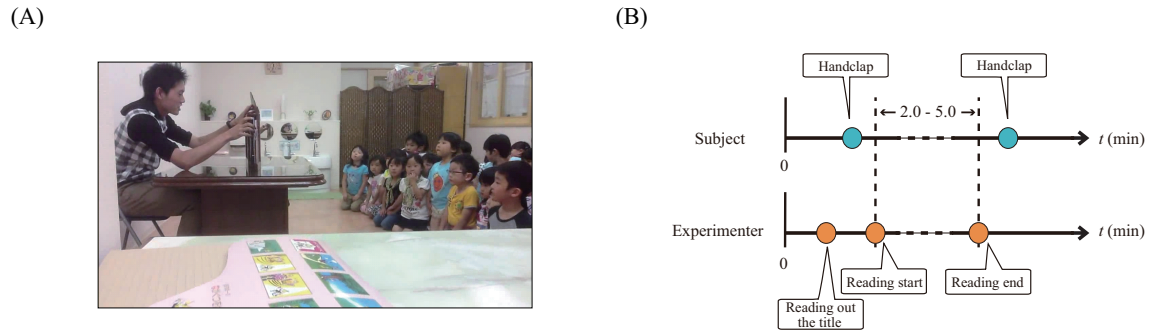 (A)
(B)
Handclap
Handclap
2.0 - 5.0
Subject
t (min)
0
Experimenter
t (min)
0
Reading start
Reading end
Reading out
the title